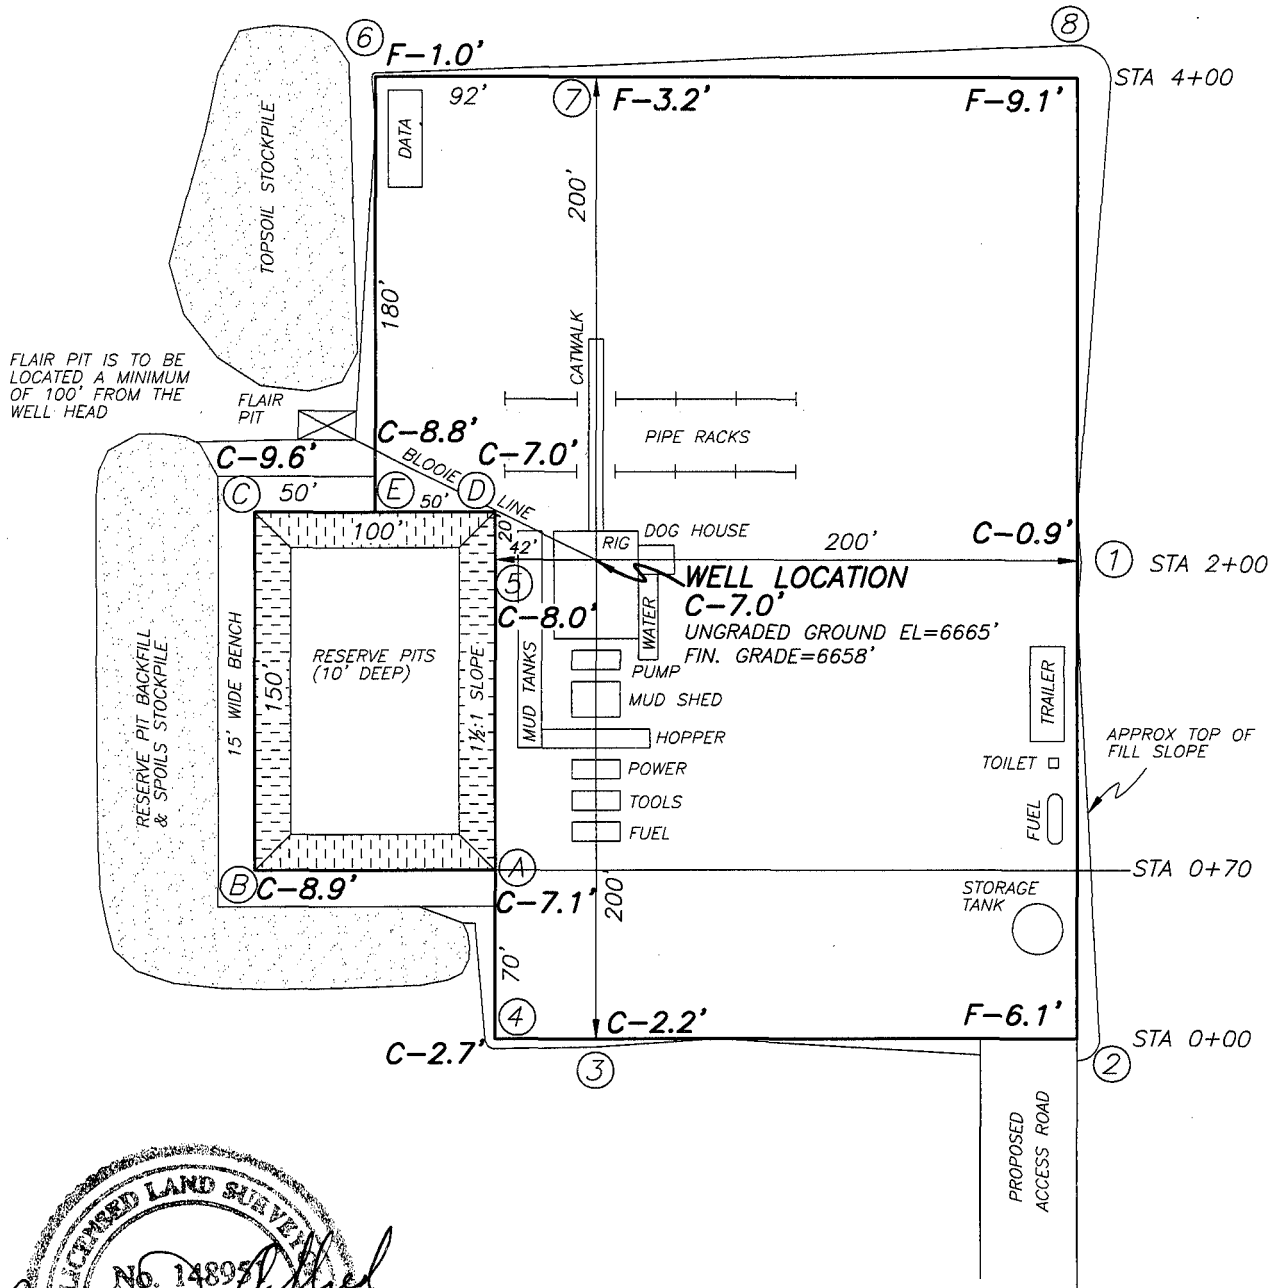 6
F-1.0'
8
STA 4+00
92'
7
F-3.2'
F-9.1'
DATA
TOPSOIL STOCKPILE
200'
180'
CATWALK
FLAIR PIT IS TO BE
LOCATED A MINIMUM
OF 100' FROM THE
WELL HEAD
FLAIR
PIT
C-8.8'
C-7.0'
PIPE RACKS
C-9.6'
BLOOIE
LINE
C
50'
E
50'
D
100'
20'
42'
RIG
DOG HOUSE
200'
C-0.9'
1
STA 2+00
5
WELL LOCATION
C-7.0'
C-8.0'
UNGRADED GROUND EL=6665'
FIN. GRADE=6658'
WATER
RESERVE PIT BACKFILL
& SPOILS STOCKPILE
15' WIDE BENCH
150'
RESERVE PITS
(10' DEEP)
1½:1 SLOPE
MUD TANKS
PUMP
MUD SHED
HOPPER
POWER
TOOLS
FUEL
TRAILER
TOILET
FUEL
APPROX TOP OF
FILL SLOPE
A
STA 0+70
B
C-8.9'
C-7.1'
200'
STORAGE
TANK
70'
4
C-2.2'
F-6.1'
STA 0+00
C-2.7'
3
2
PROPOSED
ACCESS ROAD
LICENSED LAND SURVEY
No. 148951